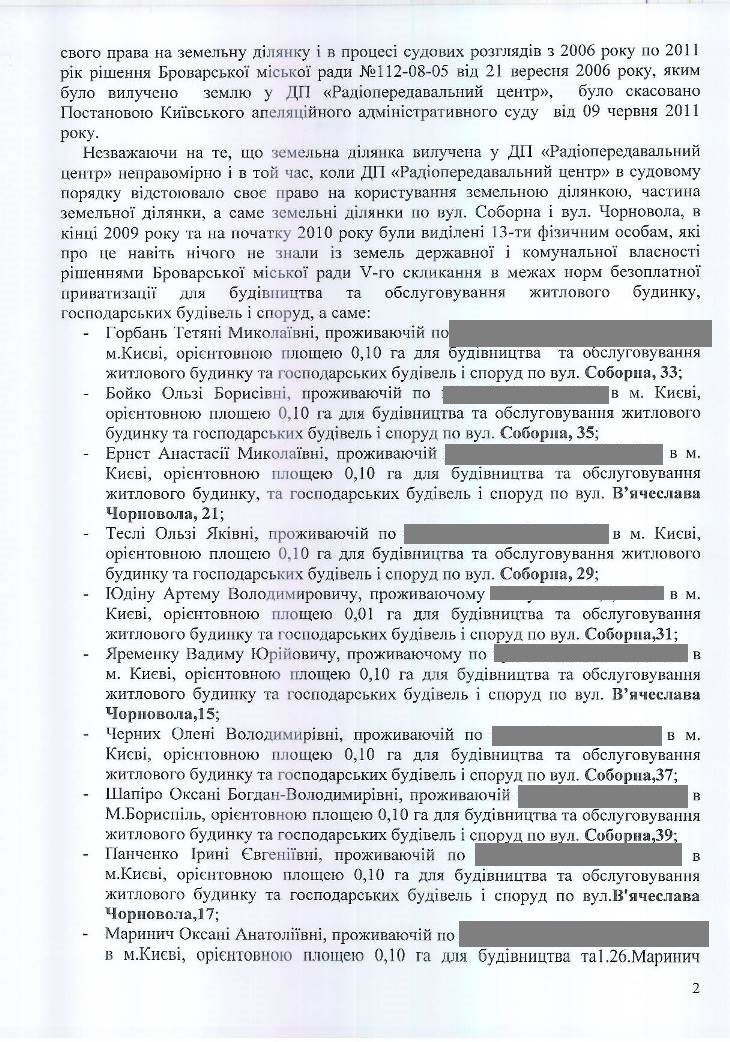 свого права на земельну ділянку і в процесі судових розглядів з 2006 року по 2011
рік рішення Броварської міської ради №112-08-05 від 21 вересня 2006 року, яким
було вилучено землю у ДП «Радіопередавальний центр», було скасовано
Постановою Київського апеляційного адміністративного суду від 09 червня 2011
року.
Незважаючи на те, що земельна ділянка вилучена у ДП «Радіопередавальний
центр» неправомірно і в той час, коли ДП «Радіопередавальний центр» в судовому
порядку відстоювало своє право на користування земельною ділянкою, частина
земельної ділянки, а саме земельні ділянки по вул. Соборна і вул. Чорновола, в
кінці 2009 року та на початку 2010 року були виділені 13-ти фізичним особам, які
про це навіть нічого не знали із земель державної і комунальної власності
рішеннями Броварської міської ради V-го скликання в межах норм безоплатної
приватизації для будівництва та обслуговування житлового будинку,
господарських будівель і споруд, а саме:
- Горбань Тетяні Миколаївні, проживаючій по
м.Києві, орієнтовною площею 0,10 га для будівництва та обслуговування
житлового будинку та господарських будівель і споруд по вул. Соборна, 33;
- Бойко Ользі Борисівні, проживаючій по в м. Києві,
орієнтовною площею 0,10 га для будівництва та обслуговування житлового
будинку та господарських будівель і споруд по вул. Соборна, 35;
- Ернст Анастасії Миколаївні, проживаючій в м.
Києві, орієнтовною площею 0,10 га для будівництва та обслуговування
житлового будинку, та господарських будівель і споруд по вул. В’ячеслава
Чорновола, 21;
- Теслі Ользі Яківні, проживаючій по в м. Києві,
орієнтовною площею 0,10 га для будівництва та обслуговування житлового
будинку та господарських будівель і споруд по вул. Соборна, 29;
- Юдіну Артему Володимировичу, проживаючому в м.
Києві, орієнтовною площею 0,01 га для будівництва та обслуговування
житлового будинку та господарських будівель і споруд по вул. Соборна,31;
- Яременку Вадиму Юрійовичу, проживаючому по в
м. Києві, орієнтовною площею 0,10 га для будівництва та обслуговування
житлового будинку та господарських будівель і споруд по вул. В’ячеслава
Чорновола,15;
- Черних Олені Володимирівні, проживаючій по в м.
Києві, орієнтовною площею 0,10 га для будівництва та обслуговування
житлового будинку та господарських будівель і споруд по вул. Соборна,37;
- Шапіро Оксані Богдан-Володимирівні, проживаючій в
М.Бориспіль, орієнтовною площею 0,10 га для будівництва та обслуговування
житлового будинку та господарських будівель і споруд по вул. Соборна,39;
- Панченко Ірині Євгеніївні, проживаючій по в
м.Києві, орієнтовною площею 0,10 га для будівництва та обслуговування
житлового будинку та господарських будівель і споруд по вул.В'ячеслава
Чорновола,17;
- Маринич Оксані Анатоліївні, проживаючій по
в м.Києві, орієнтовною площею 0,10 га для будівництва та1.26.Маринич
2